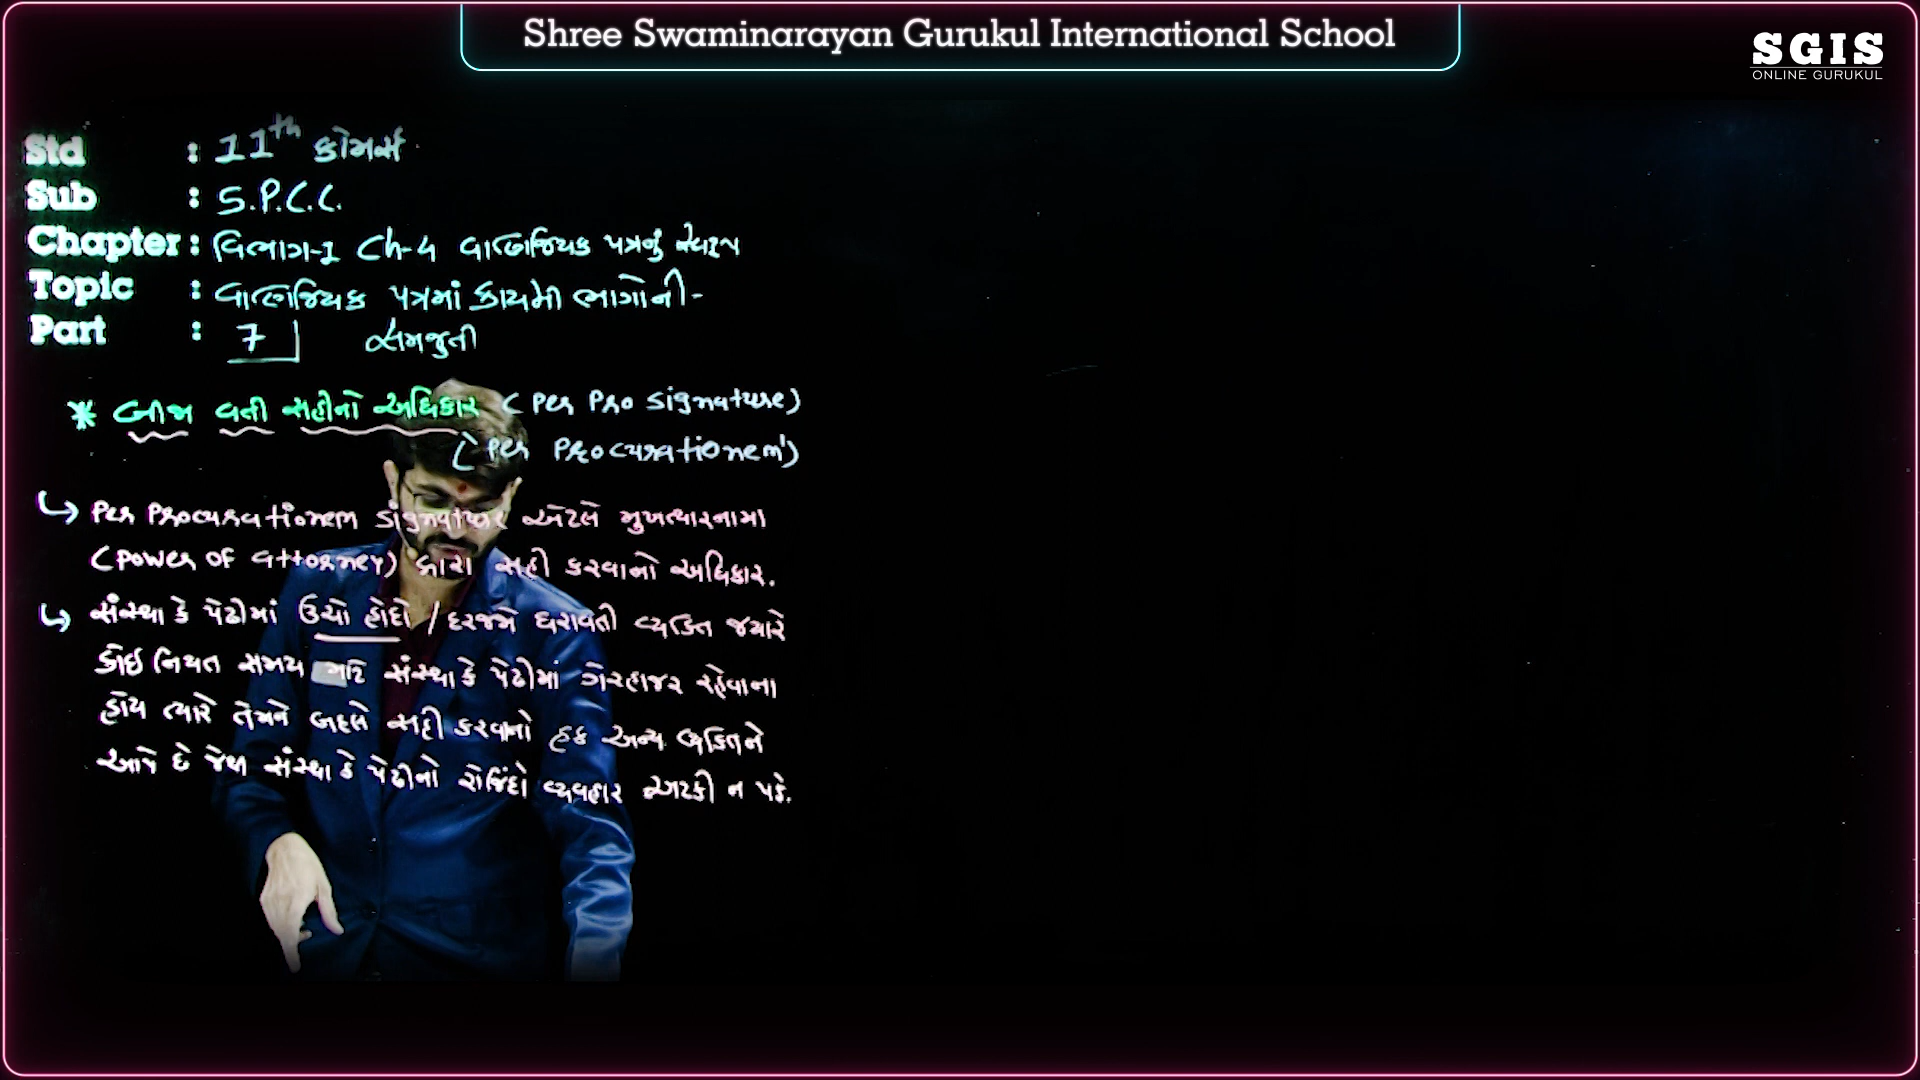 Shree Swaminarayan Gurukul International School
SGIS
ONLINE GURUKUL
Std : 11th કોમર્સ
Sub : S.P.C.C.
Chapter : વિભાગ-1 Ch-4 વાણિજ્યિક પત્રનું સ્વરૂપ
Topic : વાણિજ્યિક પત્રમાં કાયમી ભાગોની-
Part : 7 સમજુતી
* બીજા વતી સહીનો અધિકાર (Per Pro Signature)
('Per Procurationem')
↳ Per Procurationem Signature એટલે મુખત્યારનામા
(Power of Attorney) દ્વારા સહી કરવાનો અધિકાર.
↳ સંસ્થા કે પેઢીમાં ઉંચો હોદ્દો / દરજ્જો ધરાવતી વ્યક્તિ જ્યારે
કોઇ નિયત સમય માટે સંસ્થા કે પેઢીમાં ગેરહાજર રહેવાના
હોય ત્યારે તેમને બદલે સહી કરવાનો હક અન્ય વ્યક્તિને
આપે છે જેથી સંસ્થા કે પેઢીનો રોજિંદો વ્યવહાર અટકી ન પડે.